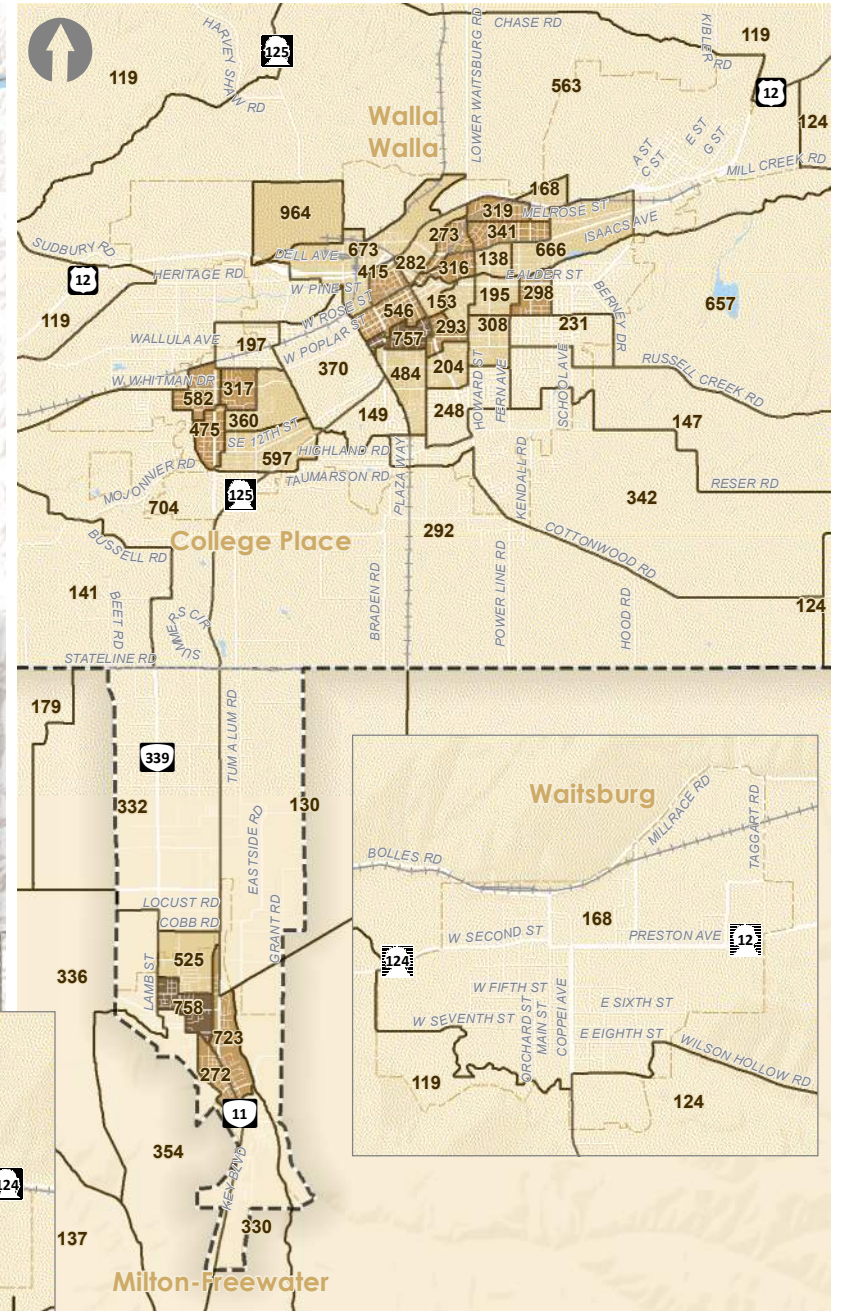 HARVEY SHAW RD
125
LOWER WAITSBURG RD
CHASE RD
KIBLER RD
119
119
563
12
124
Walla
Walla
A ST
C ST
E ST
G ST
MILL CREEK RD
168
964
319
MELROSE ST
273
341
ISAACS AVE
SUDBURY RD
673
DELL AVE
282
138
666
12
HERITAGE RD
415
316
E ALDER ST
W PINE ST
195
298
BERNEY DR
657
119
W ROSE ST
153
546
293
308
231
WALLULA AVE
197
W POPLAR ST
757
370
484
204
HOWARD ST
FERN AVE
SCHOOL AVE
RUSSELL CREEK RD
W WHITMAN DR
317
582
248
360
149
147
475
SE 12TH ST
HIGHLAND RD
597
MOJONNIER RD
TAUMARSON RD
PLAZA WAY
KENDALL RD
RESER RD
125
342
704
292
College Place
COTTONWOOD RD
BUSSELL RD
141
BEET RD
SUMMERS CIR
BRADEN RD
POWER LINE RD
HOOD RD
124
STATELINE RD
179
TUM A LUM RD
339
Waitsburg
332
130
MILLRACE RD
TAGGART RD
EASTSIDE RD
BOLLES RD
LOCUST RD
COBB RD
GRANT RD
168
W SECOND ST
PRESTON AVE
12
525
124
336
LAMB ST
W FIFTH ST
758
ORCHARD ST
MAIN ST
COPPEI AVE
E SIXTH ST
W SEVENTH ST
E EIGHTH ST
723
WILSON HOLLOW RD
272
119
124
11
354
124
KEY BLVD
137
330
Milton-Freewater